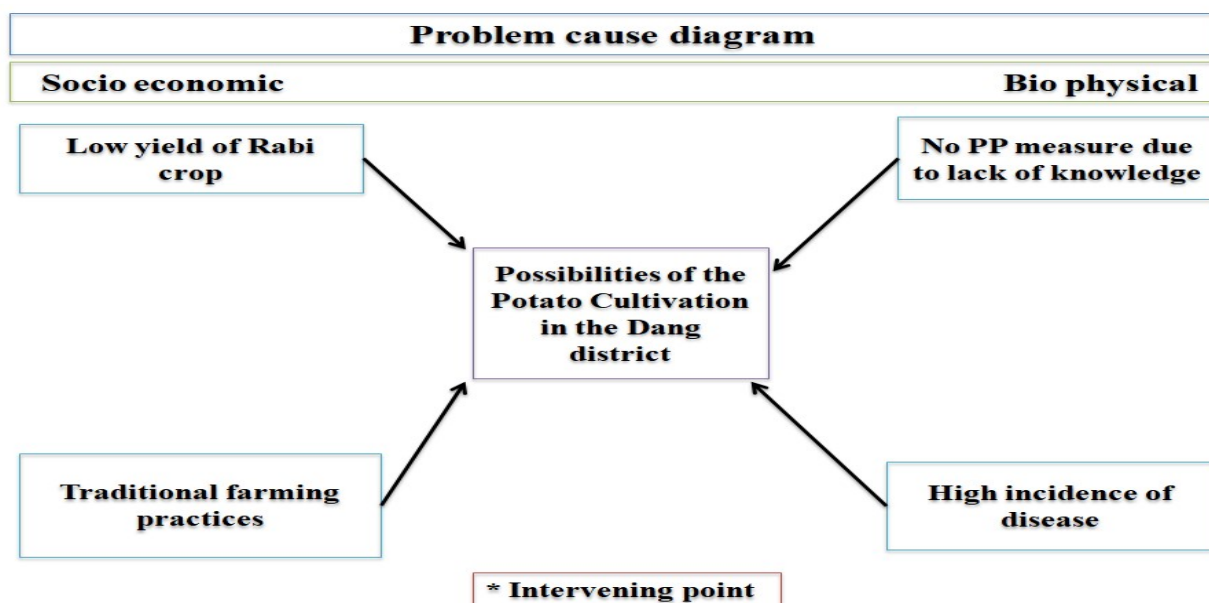 Problem cause diagram
Socio economic
Bio physical
Low yield of Rabi
crop
No PP measure due
to lack of knowledge
Possibilities of the
Potato Cultivation
in the Dang
district
Traditional farming
practices
High incidence of
disease
* Intervening point